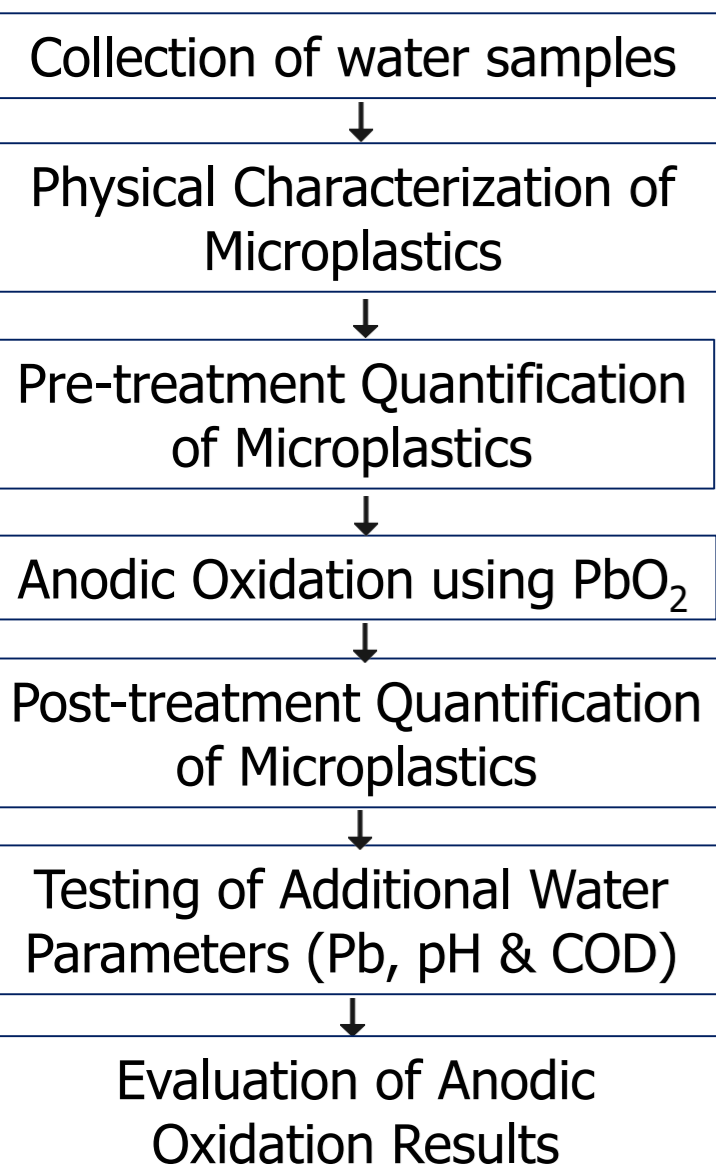 Collection of water samples
Physical Characterization of
Microplastics
Pre-treatment Quantification
of Microplastics
Anodic Oxidation using PbO₂
Post-treatment Quantification
of Microplastics
Testing of Additional Water
Parameters (Pb, pH & COD)
Evaluation of Anodic
Oxidation Results